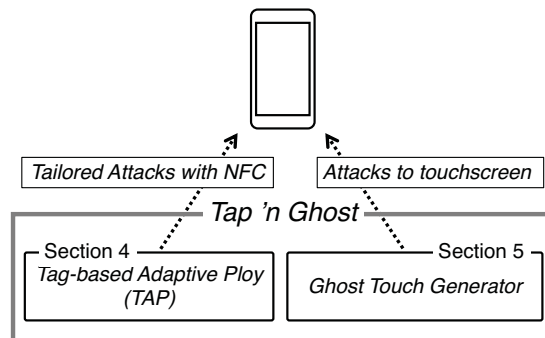 Tailored Attacks with NFC
Attacks to touchscreen
Tap 'n Ghost
Section 4
Tag-based Adaptive Ploy
(TAP)
Section 5
Ghost Touch Generator